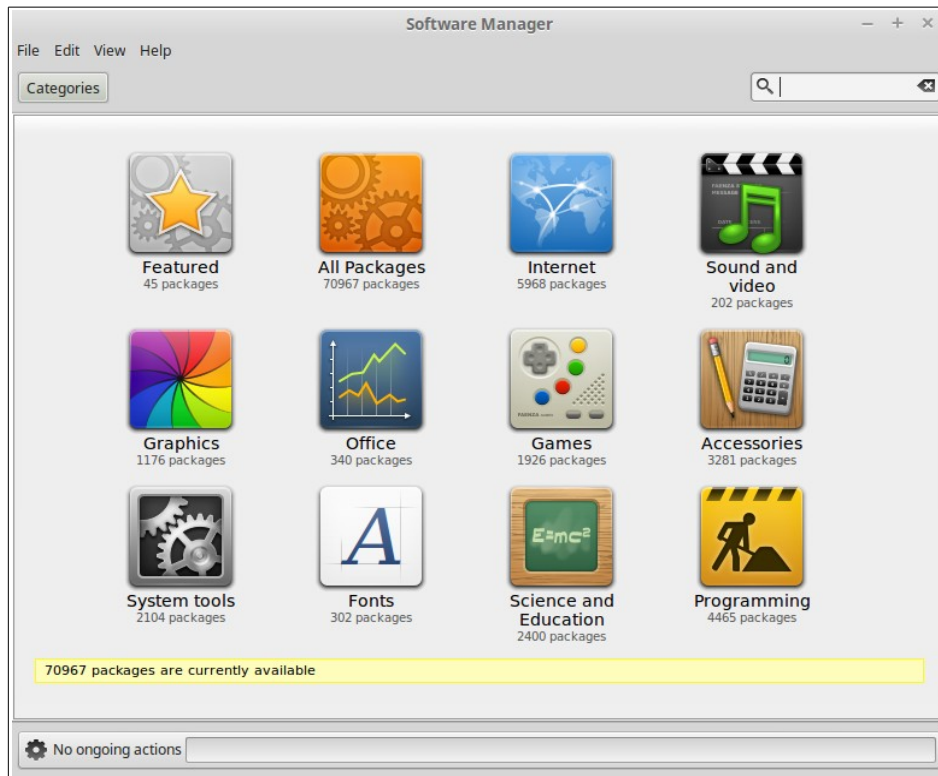 Software Manager
File Edit View Help
Categories
Featured
45 packages
All Packages
70967 packages
Internet
5968 packages
Sound and
video
202 packages
Graphics
1176 packages
Office
340 packages
Games
1926 packages
Accessories
3281 packages
System tools
2104 packages
Fonts
302 packages
E=mc²
Science and
Education
2400 packages
Programming
4465 packages
70967 packages are currently available
No ongoing actions